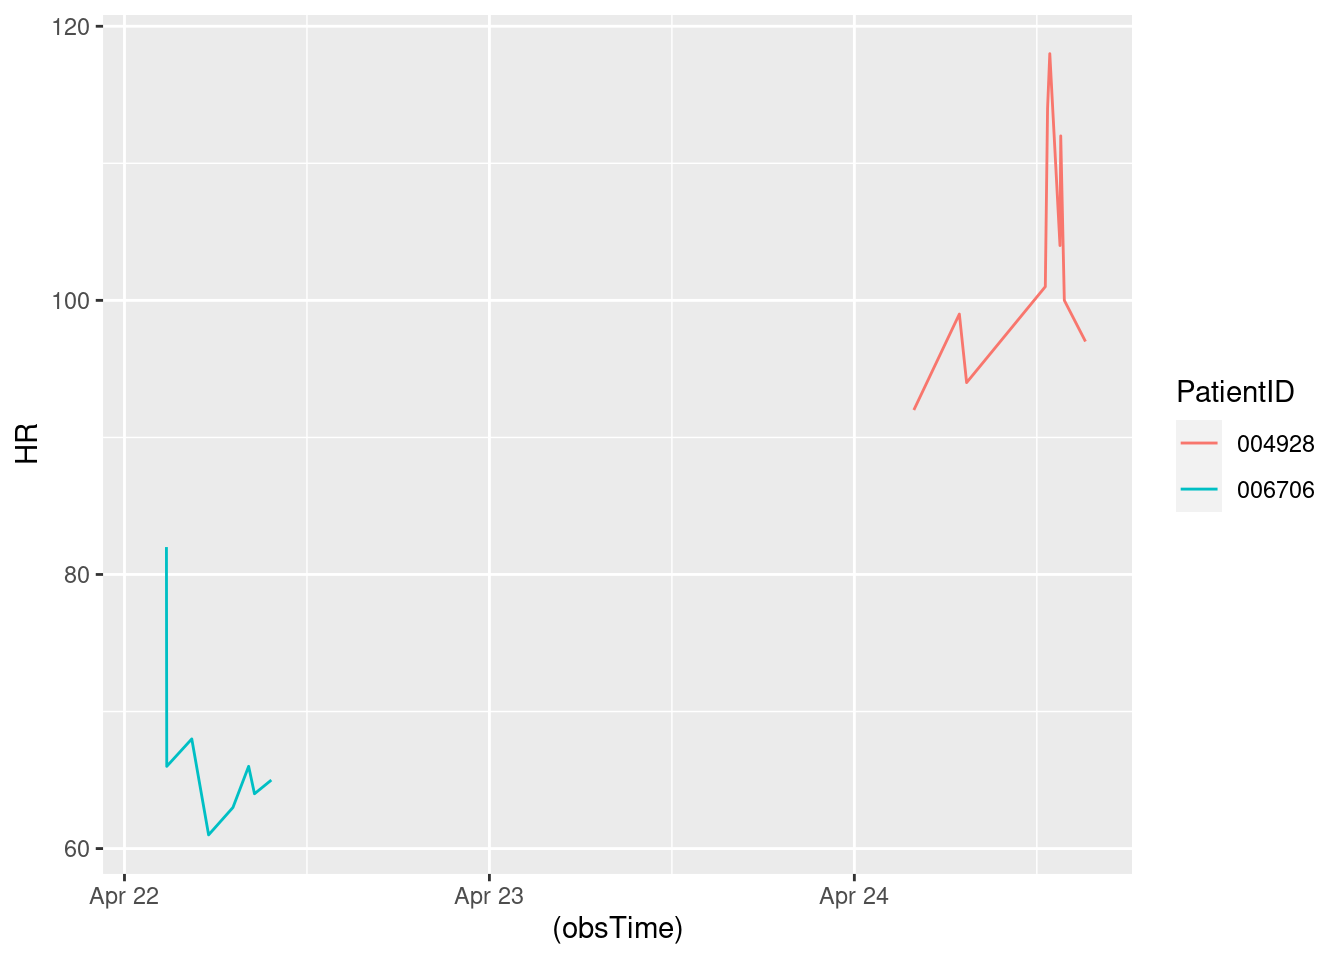 120
100
80
60
HR
Apr 22
Apr 23
Apr 24
(obsTime)
PatientID
004928
006706